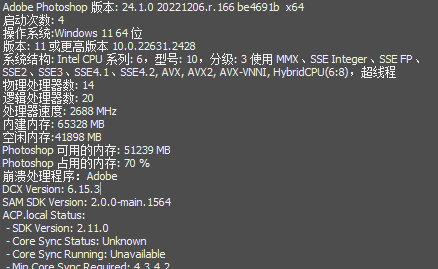 Adobe Photoshop 版本: 24.1.0 20221206.r.166 be4691b  x64
启动次数: 4
操作系统:Windows 11 64 位
版本: 11 或更高版本 10.0.22631.2428
系统结构: Intel CPU 系列: 6，型号: 10，分级: 3 使用 MMX、SSE Integer、SSE FP、
SSE2、SSE3、SSE4.1、SSE4.2, AVX, AVX2, AVX-VNNI, HybridCPU(6:8)，超线程
物理处理器数: 14
逻辑处理器数: 20
处理器速度: 2688 MHz
内建内存: 65328 MB
空闲内存:41898 MB
Photoshop 可用的内存: 51239 MB
Photoshop 占用的内存: 70 %
崩溃处理程序: Adobe
DCX Version: 6.15.3
SAM SDK Version: 2.0.0-main.1564
ACP.local Status:
- SDK Version: 2.11.0
- Core Sync Status: Unknown
- Core Sync Running: Unavailable
- Min Core Sync Required: 4.3.4.2